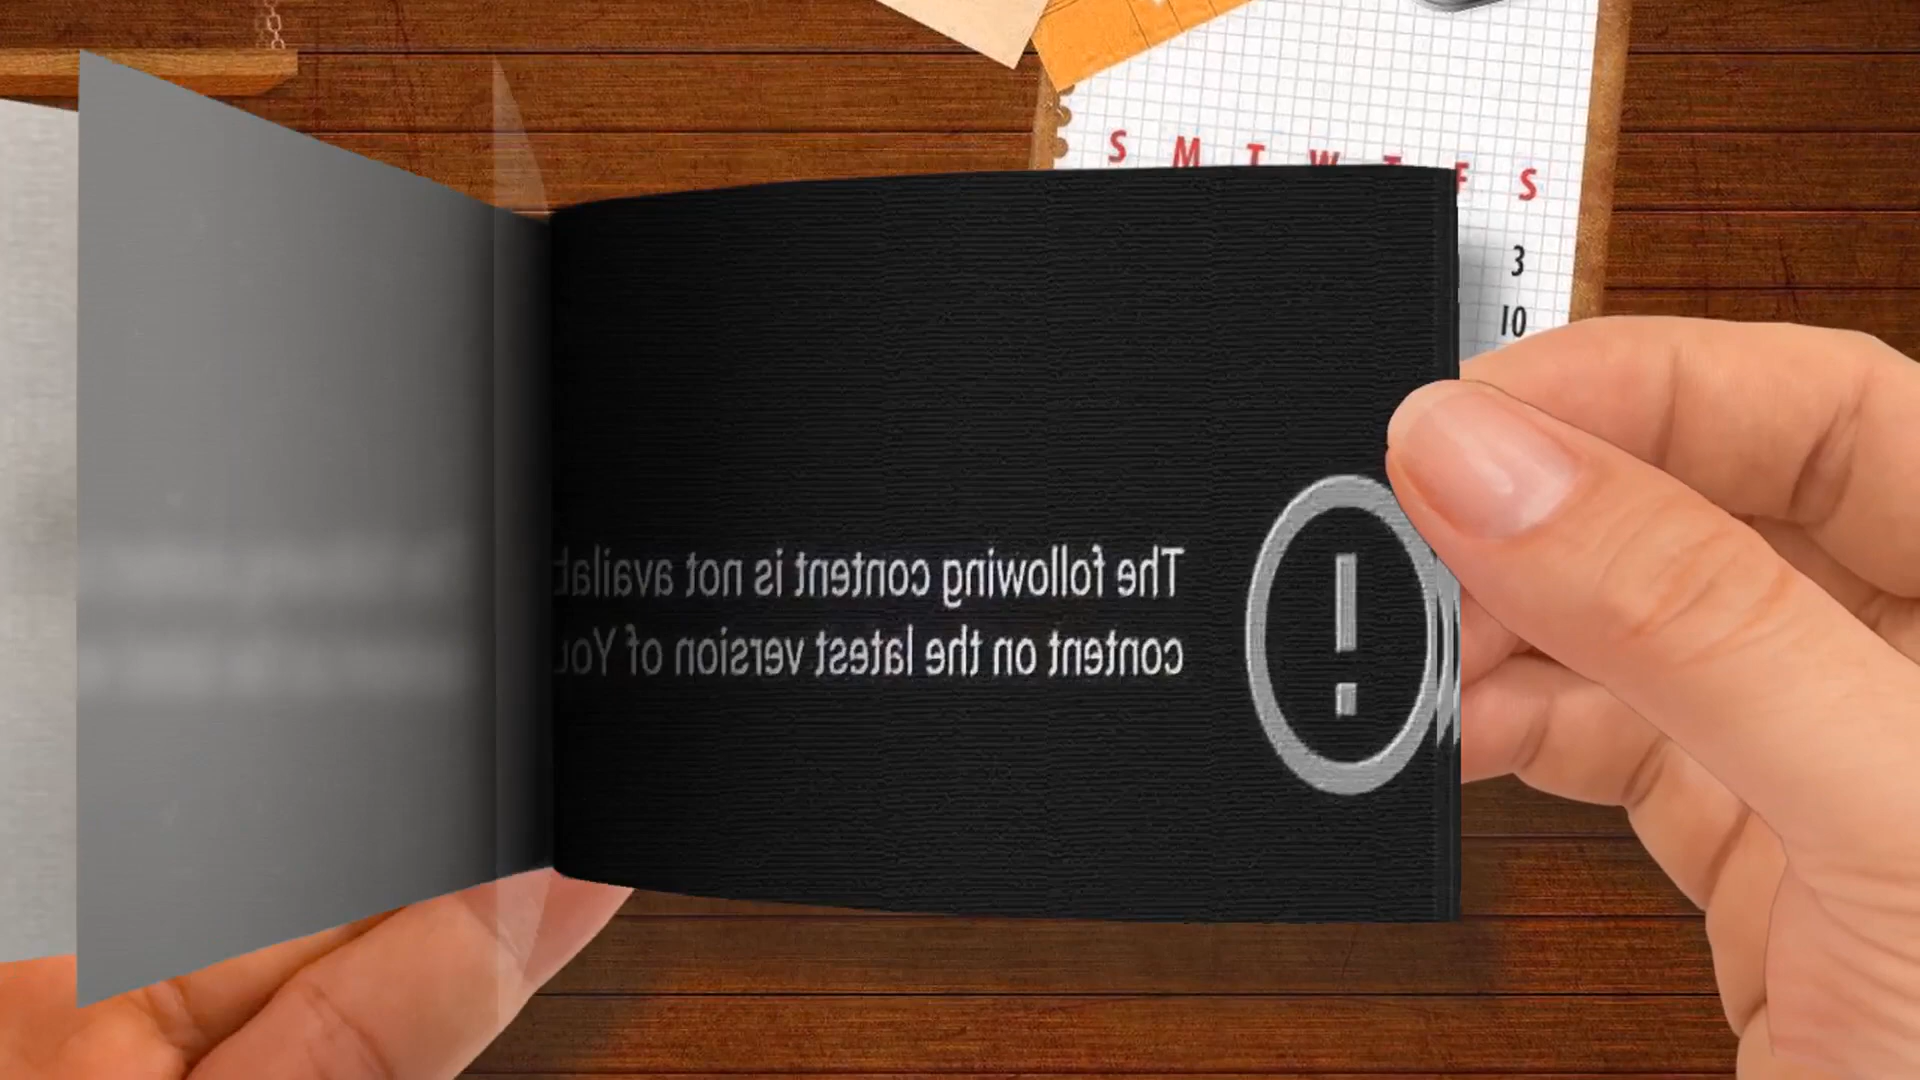 S M T W T F S
3
10
The following content is not availab
content on the latest version of You
!